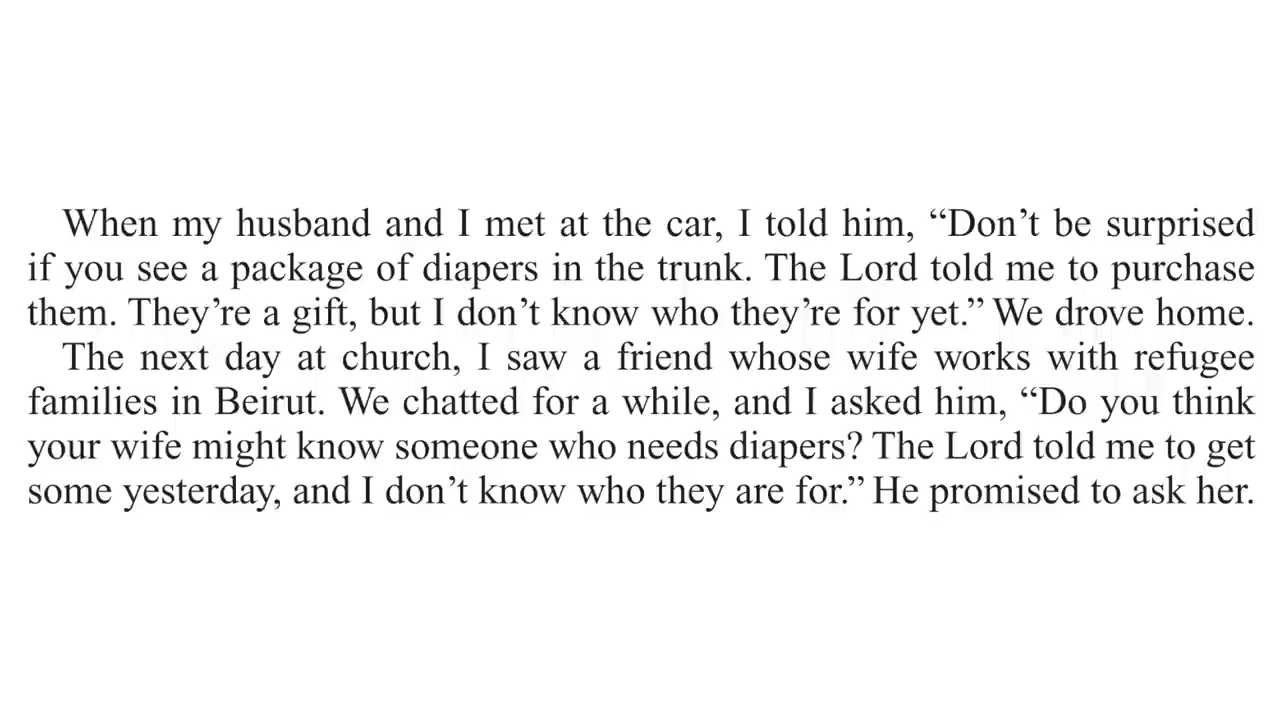 When my husband and I met at the car, I told him, “Don’t be surprised
if you see a package of diapers in the trunk. The Lord told me to purchase
them. They’re a gift, but I don’t know who they’re for yet.” We drove home.
The next day at church, I saw a friend whose wife works with refugee
families in Beirut. We chatted for a while, and I asked him, “Do you think
your wife might know someone who needs diapers? The Lord told me to get
some yesterday, and I don’t know who they are for.” He promised to ask her.